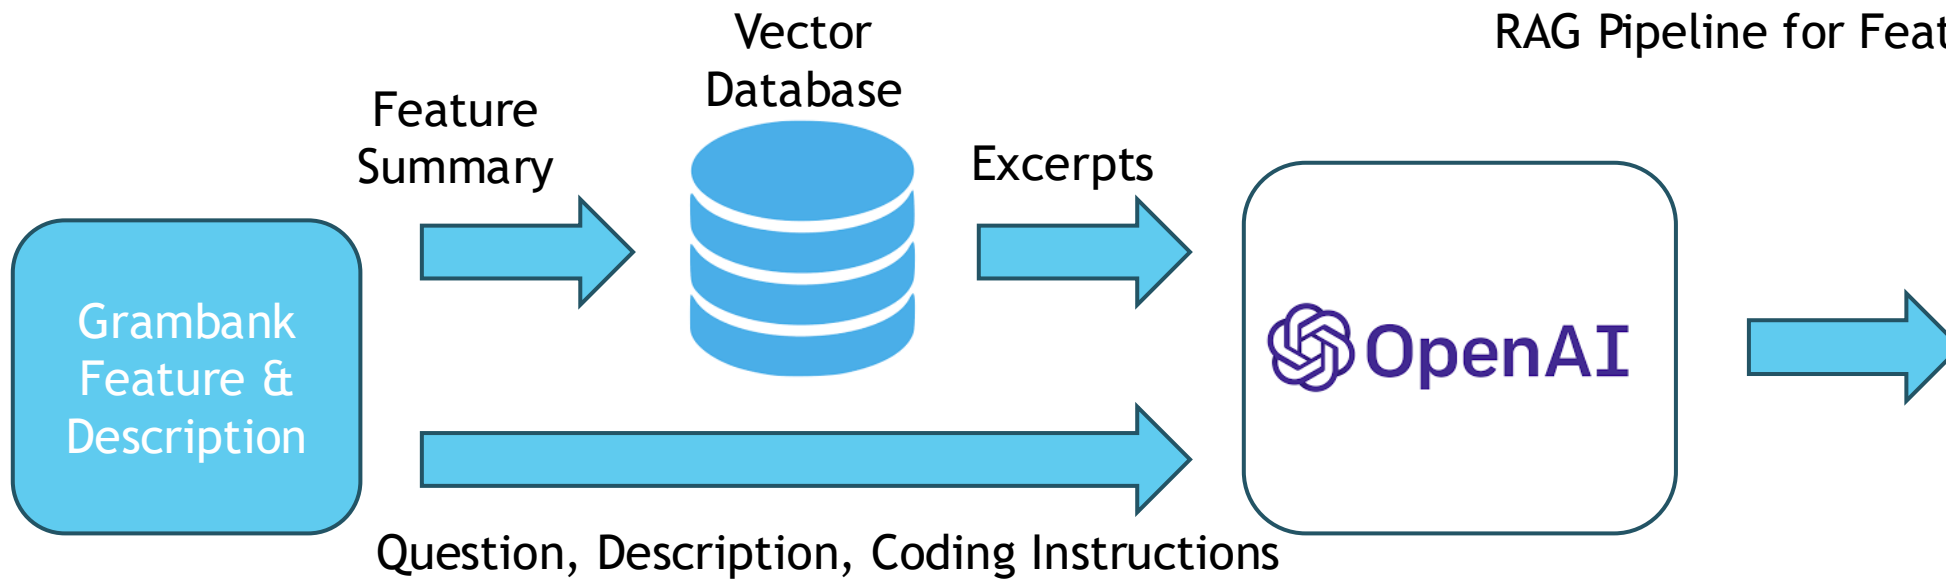 Vector
Database
RAG Pipeline for Feat
Feature
Summary
Excerpts
Grambank
Feature &
Description
OpenAI
Question, Description, Coding Instructions